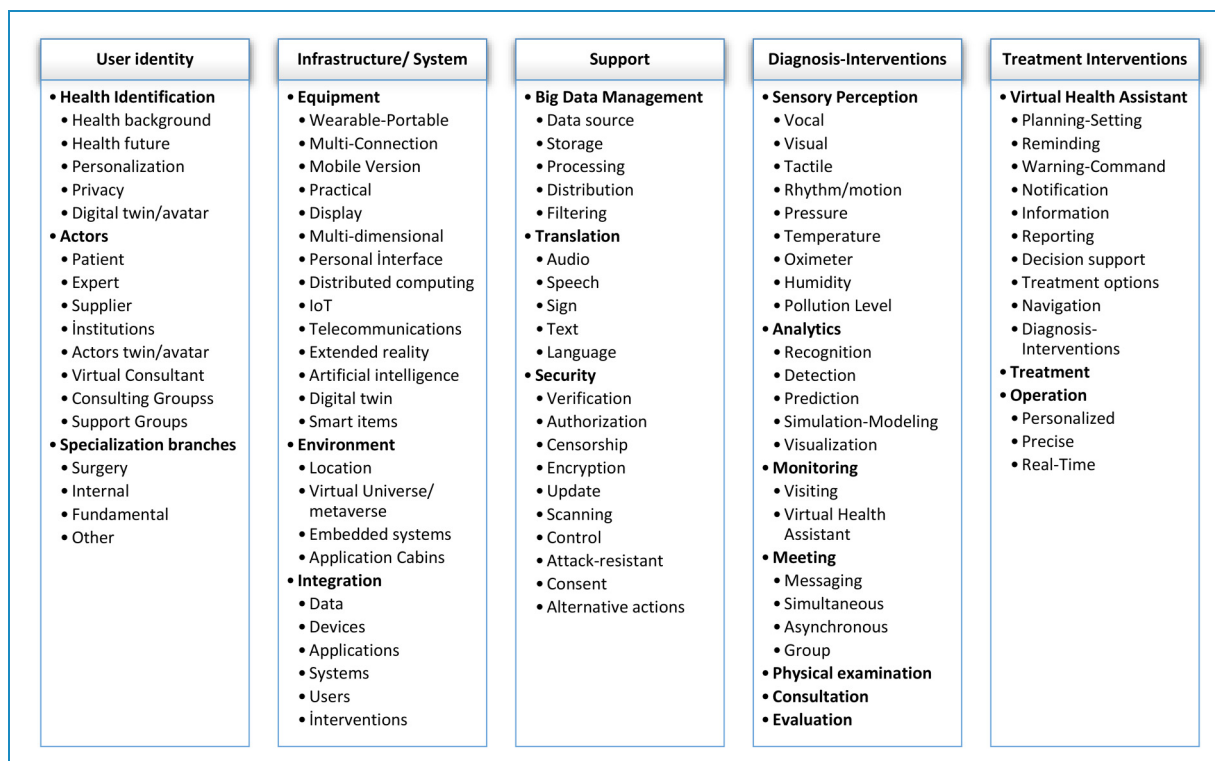 User identity
• Health Identification
• Health background
• Health future
• Personalization
• Privacy
• Digital twin/avatar
• Actors
• Patient
• Expert
• Supplier
• İnstitutions
• Actors twin/avatar
• Virtual Consultant
• Consulting Groupss
• Support Groups
• Specialization branches
• Surgery
• Internal
• Fundamental
• Other
Infrastructure/ System
• Equipment
• Wearable-Portable
• Multi-Connection
• Mobile Version
• Practical
• Display
• Multi-dimensional
• Personal İnterface
• Distributed computing
• IoT
• Telecommunications
• Extended reality
• Artificial intelligence
• Digital twin
• Smart items
• Environment
• Location
• Virtual Universe/
metaverse
• Embedded systems
• Application Cabins
• Integration
• Data
• Devices
• Applications
• Systems
• Users
• İnterventions
Support
• Big Data Management
• Data source
• Storage
• Processing
• Distribution
• Filtering
• Translation
• Audio
• Speech
• Sign
• Text
• Language
• Security
• Verification
• Authorization
• Censorship
• Encryption
• Update
• Scanning
• Control
• Attack-resistant
• Consent
• Alternative actions
Diagnosis-Interventions
• Sensory Perception
• Vocal
• Visual
• Tactile
• Rhythm/motion
• Pressure
• Temperature
• Oximeter
• Humidity
• Pollution Level
• Analytics
• Recognition
• Detection
• Prediction
• Simulation-Modeling
• Visualization
• Monitoring
• Visiting
• Virtual Health
Assistant
• Meeting
• Messaging
• Simultaneous
• Asynchronous
• Group
• Physical examination
• Consultation
• Evaluation
Treatment Interventions
• Virtual Health Assistant
• Planning-Setting
• Reminding
• Warning-Command
• Notification
• Information
• Reporting
• Decision support
• Treatment options
• Navigation
• Diagnosis-
Interventions
• Treatment
• Operation
• Personalized
• Precise
• Real-Time